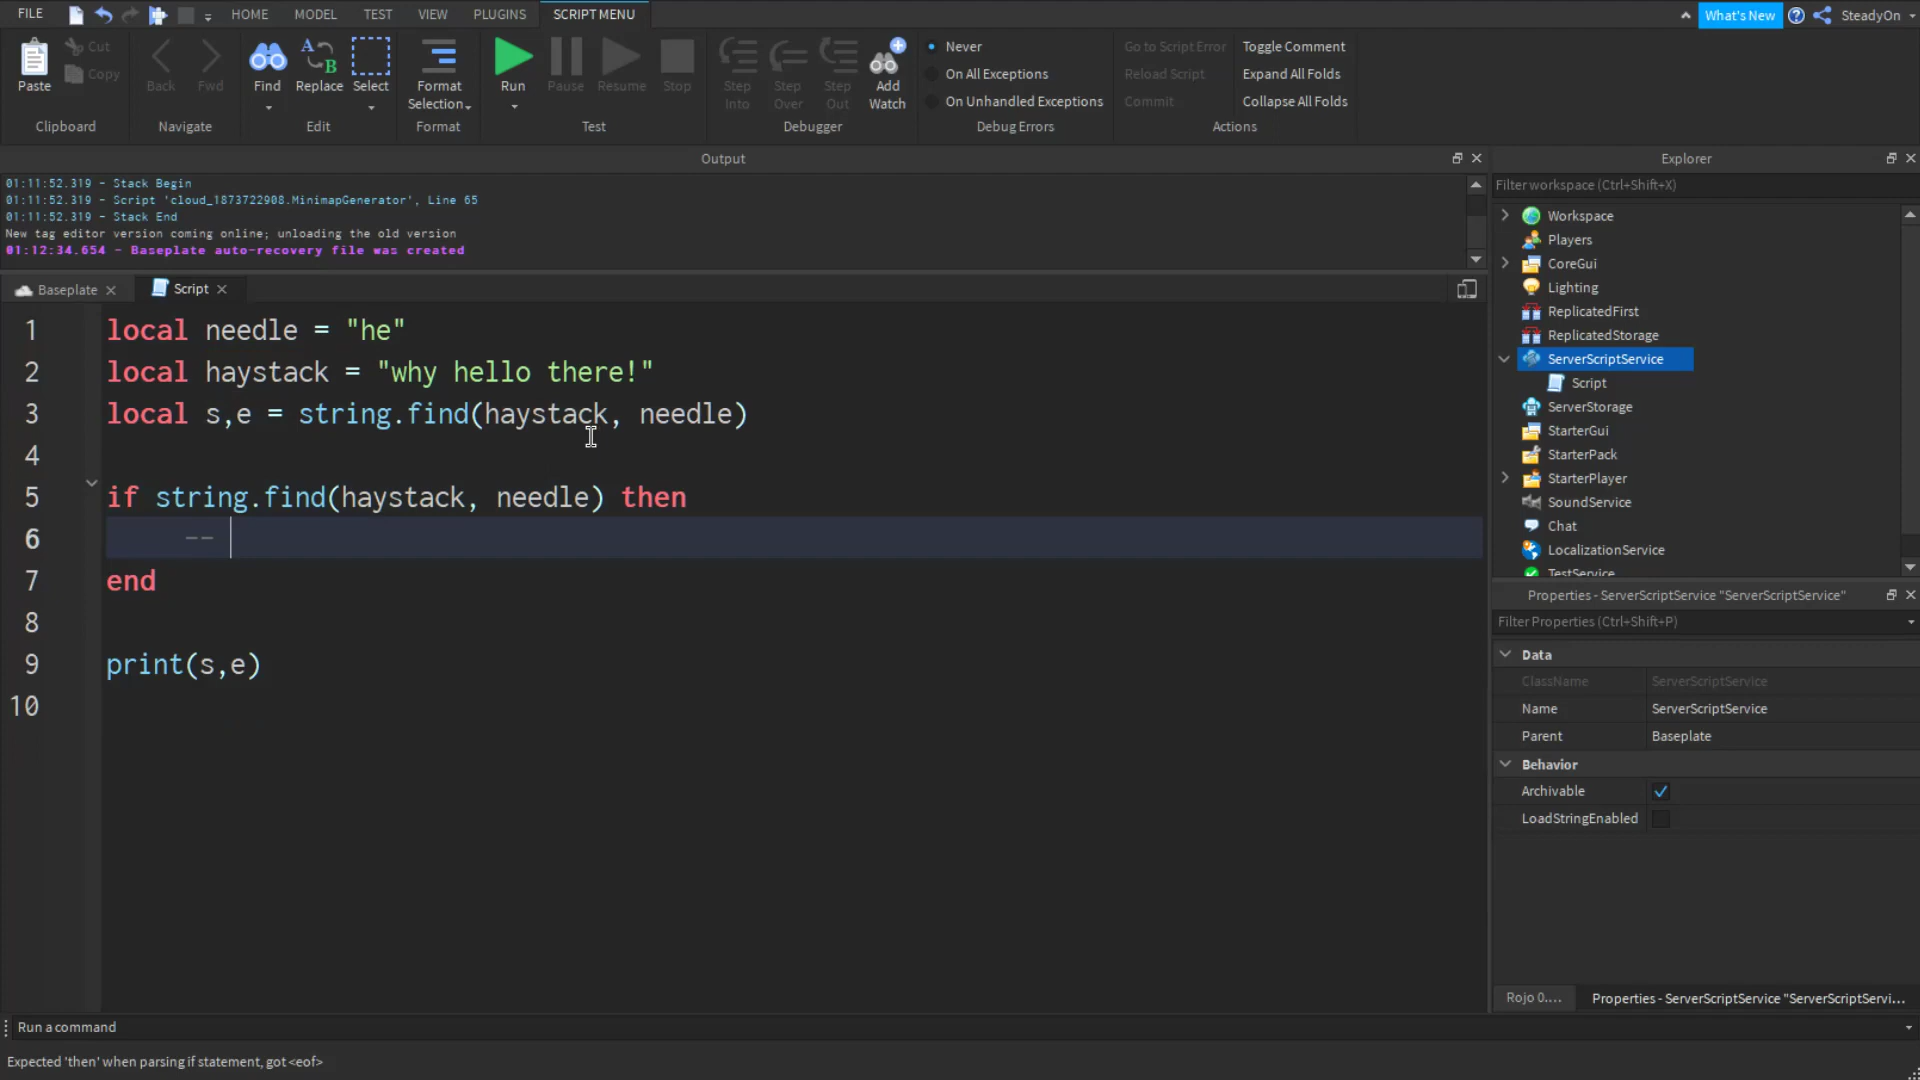 FILE HOME MODEL TEST VIEW PLUGINS SCRIPT MENU What's New SteadyOn
Paste Cut Copy Clipboard
Back Fwd Navigate
Find Replace Select Edit
Format Selection Format
Run Pause Resume Stop Test
Step Into Step Over Step Out Add Watch Debugger
Never
On All Exceptions
On Unhandled Exceptions
Debug Errors
Go to Script Error
Reload Script
Commit
Toggle Comment
Expand All Folds
Collapse All Folds
Actions
Output
01:11:52.319 - Stack Begin
01:11:52.319 - Script 'cloud_1873722908.MinimapGenerator', Line 65
01:11:52.319 - Stack End
New tag editor version coming online; unloading the old version
01:12:34.654 - Baseplate auto-recovery file was created
Baseplate Script
1 local needle = "he"
2 local haystack = "why hello there!"
3 local s,e = string.find(haystack, needle)
4
5 if string.find(haystack, needle) then
6 --
7 end
8
9 print(s,e)
10
Explorer
Filter workspace (Ctrl+Shift+X)
Workspace
Players
CoreGui
Lighting
ReplicatedFirst
ReplicatedStorage
ServerScriptService
Script
ServerStorage
StarterGui
StarterPack
StarterPlayer
SoundService
Chat
LocalizationService
TestService
Properties - ServerScriptService "ServerScriptService"
Filter Properties (Ctrl+Shift+P)
Data
ClassName ServerScriptService
Name ServerScriptService
Parent Baseplate
Behavior
Archivable
LoadStringEnabled
Rojo 0.... Properties - ServerScriptService "ServerScriptServi...
Run a command
Expected 'then' when parsing if statement, got <eof>